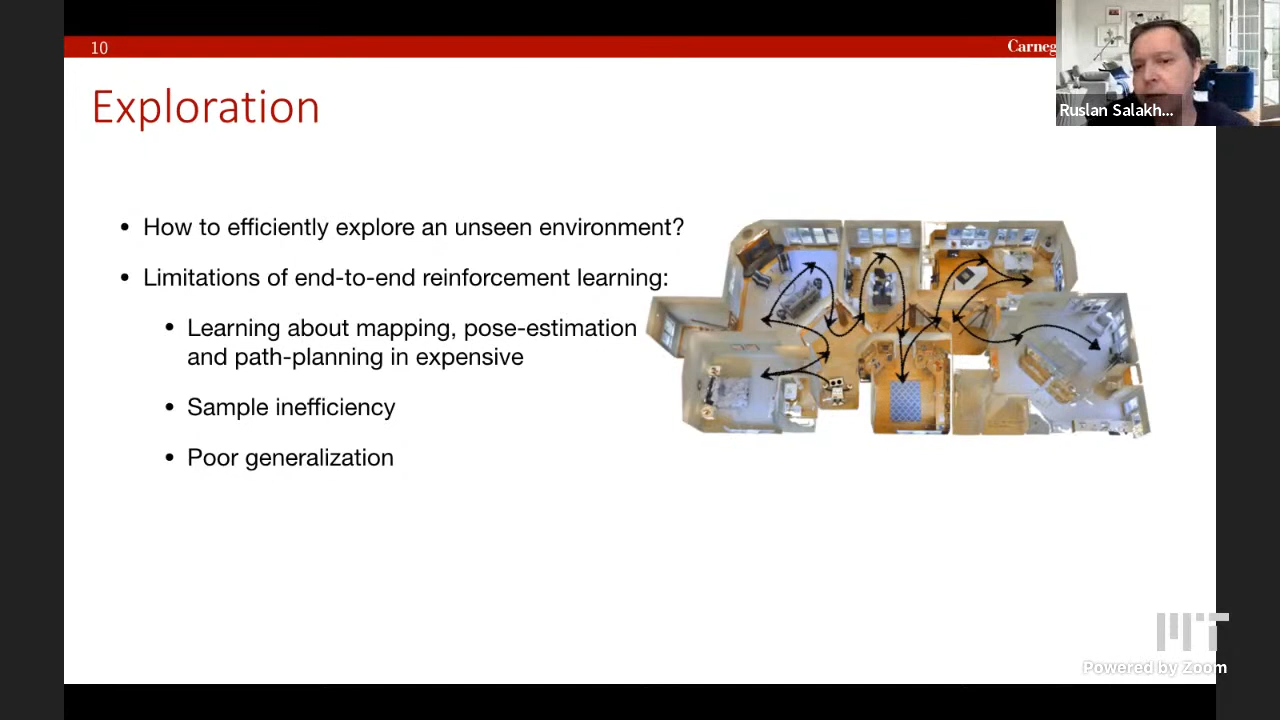 10
Carneg
Ruslan Salakh...
Exploration
• How to efficiently explore an unseen environment?
• Limitations of end-to-end reinforcement learning:
• Learning about mapping, pose-estimation
and path-planning in expensive
• Sample inefficiency
• Poor generalization
MIT
Powered by Zoom